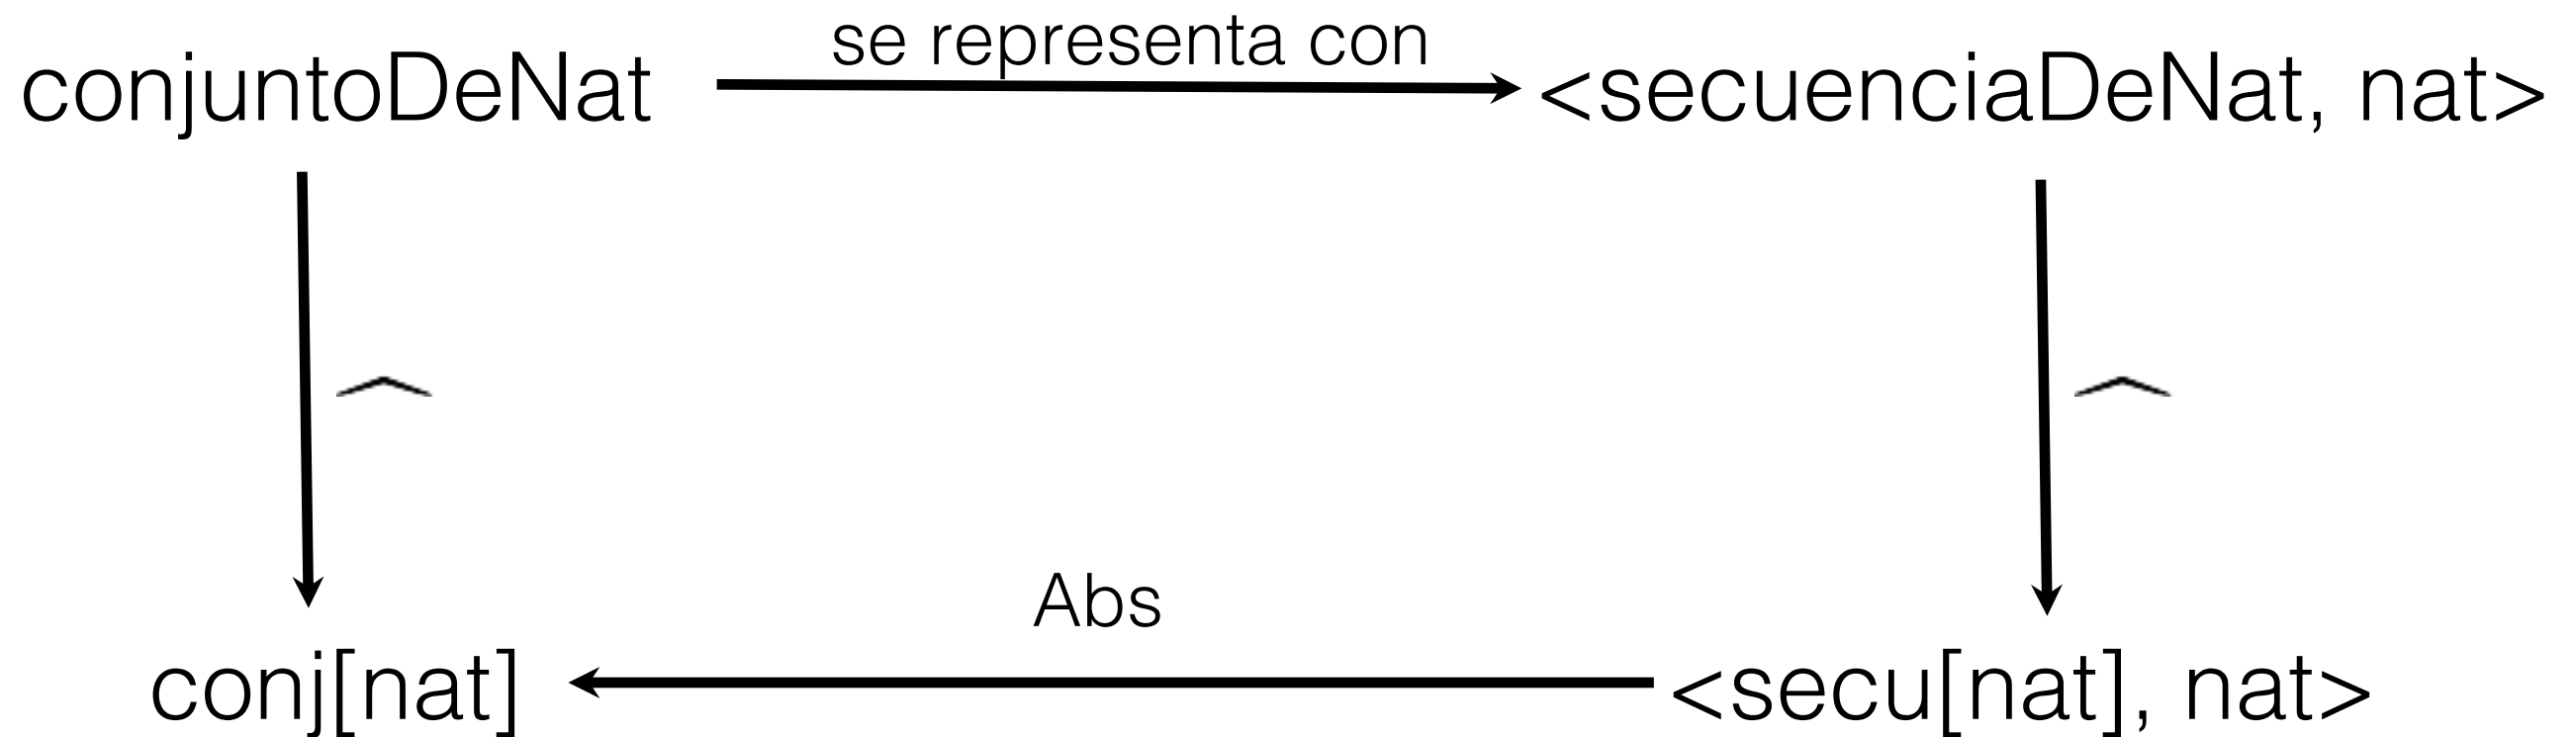 se representa con
conjuntoDeNat <secuenciaDeNat, nat>
Abs
conj[nat] <secu[nat], nat>